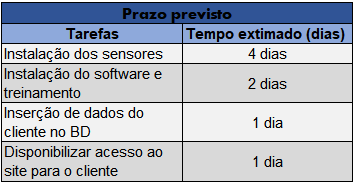 Prazo previsto
Tarefas Tempo extimado (dias)
Instalação dos sensores 4 dias
Instalação do software e
treinamento 2 dias
Inserção de dados do
cliente no BD 1 dia
Disponibilizar acesso ao
site para o cliente 1 dia